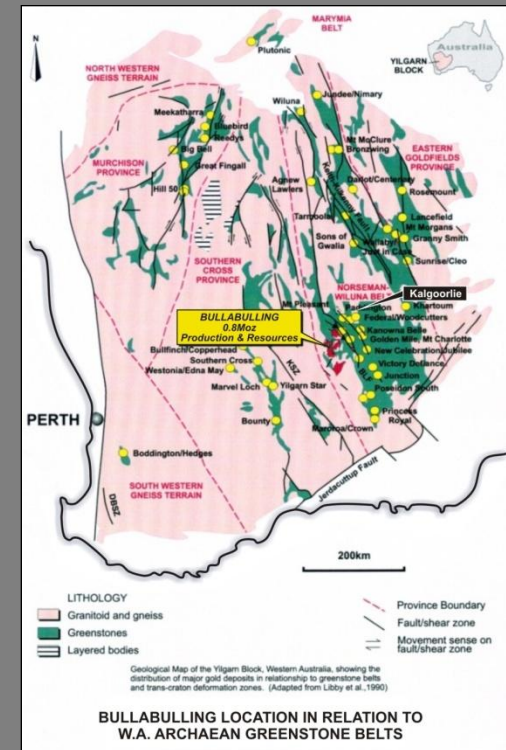 MARYMIA
BELT
N
Plutonic
Australia
YILGARN
BLOCK
NORTH WESTERN
GNEISS TERRAIN
Wiluna
Jundee/Nimary
Meekatharra
Bluebird
Reedys
Mt McClure
Bronzewing
EASTERN
GOLDFIELDS
PROVINCE
Big Bell
MURCHISON
PROVINCE
Great Fingall
Agnew
Lawlers
Darlot/Centenary
Rosemount
Hill 50
Tarmoola
Lancefield
Mt Morgans
Granny Smith
Sons of
Gwalia
Wallaby
Just in Case
Sunrise/Cleo
SOUTHERN
CROSS
PROVINCE
NORSEMAN-
WILUNA BELT
Kalgoorlie
Mt Pleasant
Paddington
Khartoum
BULLABULLING
0.8Moz
Production & Resources
Federal/Woodcutters
Kanowna Belle
Golden Mile, Mt Charlotte
Bullfinch/Copperhead
New Celebration/Jubilee
Southern Cross
KSZ
Victory Defiance
Westonia/Edna May
BLF
Junction
Marvel Loch
Yilgarn Star
Poseidon South
PERTH
Bounty
Princess
Royal
Maroroa/Crown
Boddington/Hedges
Jerdacuttup Fault
SOUTH WESTERN
GNEISS TERRAIN
DBSZ
200km
LITHOLOGY
Granitoid and gneiss
Greenstones
Layered bodies
Province Boundary
Fault/shear zone
Movement sense on
fault/shear zone
Geological Map of the Yilgarn Block, Western Australia, showing the
distribution of major gold deposits in relationship to greenstone belts
and trans-craton deformation zones. (Adapted from Libby et al.,1990)
BULLABULLING LOCATION IN RELATION TO
W.A. ARCHAEAN GREENSTONE BELTS